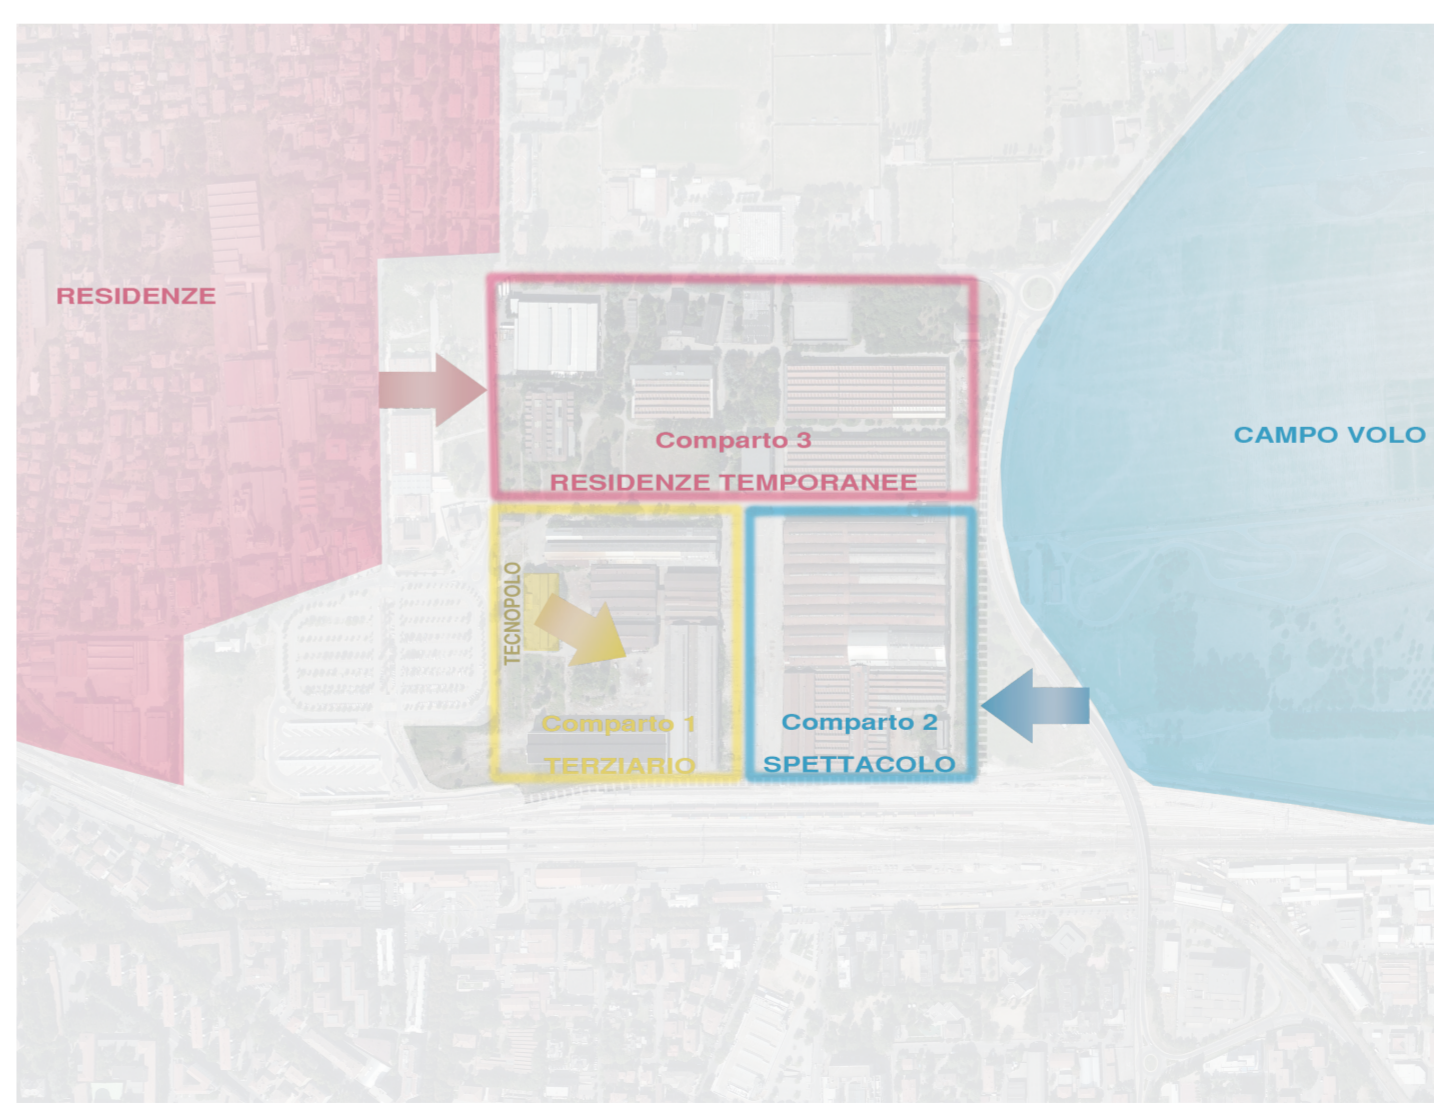 RESIDENZE
CAMPO VOLO
Comparto 3
RESIDENZE TEMPORANEE
TECNOPOLO
Comparto 1
TERZIARIO
Comparto 2
SPETTACOLO